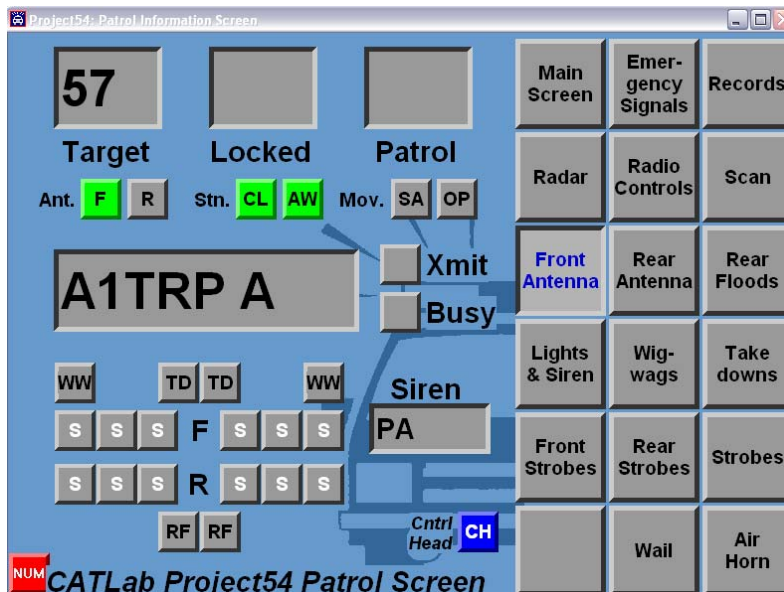 Project54: Patrol Information Screen
57
Target Locked Patrol
Ant. F R Stn. CL AW Mov. SA OP
A1TRP A
Xmit
Busy
WW TD TD WW
Siren
S S S F S S S
PA
S S S R S S S
RF RF
Cntrl
Head CH
NUM
CATLab Project54 Patrol Screen
Main
Screen
Emer-
gency
Signals
Records
Radar
Radio
Controls
Scan
Front
Antenna
Rear
Antenna
Rear
Floods
Lights
& Siren
Wig-
wags
Take
downs
Front
Strobes
Rear
Strobes
Strobes
Wail
Air
Horn